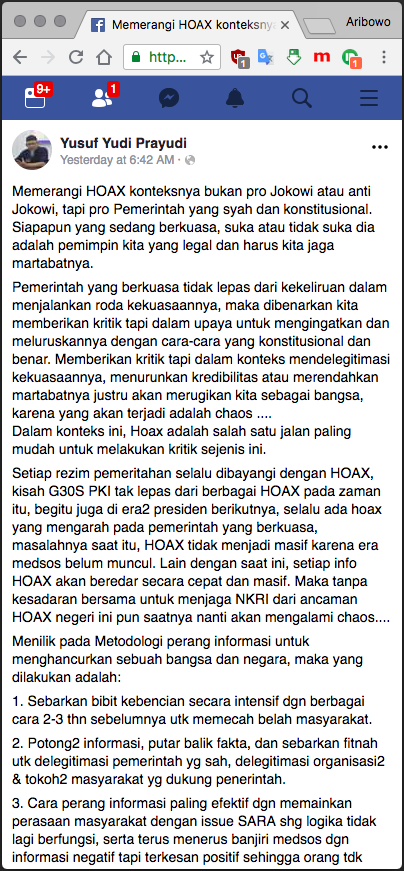 Memerangi HOAX konteksnya
Aribowo
https://...
1
1
9+
1
Yusuf Yudi Prayudi
Yesterday at 6:42 AM ·
Memerangi HOAX konteksnya bukan pro Jokowi atau anti
Jokowi, tapi pro Pemerintah yang syah dan konstitusional.
Siapapun yang sedang berkuasa, suka atau tidak suka dia
adalah pemimpin kita yang legal dan harus kita jaga
martabatnya.
Pemerintah yang berkuasa tidak lepas dari kekeliruan dalam
menjalankan roda kekuasaannya, maka dibenarkan kita
memberikan kritik tapi dalam upaya untuk mengingatkan dan
meluruskannya dengan cara-cara yang konstitusional dan
benar. Memberikan kritik tapi dalam konteks mendelegitimasi
kekuasaannya, menurunkan kredibilitas atau merendahkan
martabatnya justru akan merugikan kita sebagai bangsa,
karena yang akan terjadi adalah chaos ....
Dalam konteks ini, Hoax adalah salah satu jalan paling
mudah untuk melakukan kritik sejenis ini.
Setiap rezim pemeritahan selalu dibayangi dengan HOAX,
kisah G30S PKI tak lepas dari berbagai HOAX pada zaman
itu, begitu juga di era2 presiden berikutnya, selalu ada hoax
yang mengarah pada pemerintah yang berkuasa,
masalahnya saat itu, HOAX tidak menjadi masif karena era
medsos belum muncul. Lain dengan saat ini, setiap info
HOAX akan beredar secara cepat dan masif. Maka tanpa
kesadaran bersama untuk menjaga NKRI dari ancaman
HOAX negeri ini pun saatnya nanti akan mengalami chaos....
Menilik pada Metodologi perang informasi untuk
menghancurkan sebuah bangsa dan negara, maka yang
dilakukan adalah:
1. Sebarkan bibit kebencian secara intensif dgn berbagai
cara 2-3 thn sebelumnya utk memecah belah masyarakat.
2. Potong2 informasi, putar balik fakta, dan sebarkan fitnah
utk delegitimasi pemerintah yg sah, delegitimasi organisasi2
& tokoh2 masyarakat yg dukung penerintah.
3. Cara perang informasi paling efektif dgn memainkan
perasaan masyarakat dengan issue SARA shg logika tidak
lagi berfungsi, serta terus menerus banjiri medsos dgn
informasi negatif tapi terkesan positif sehingga orang tdk